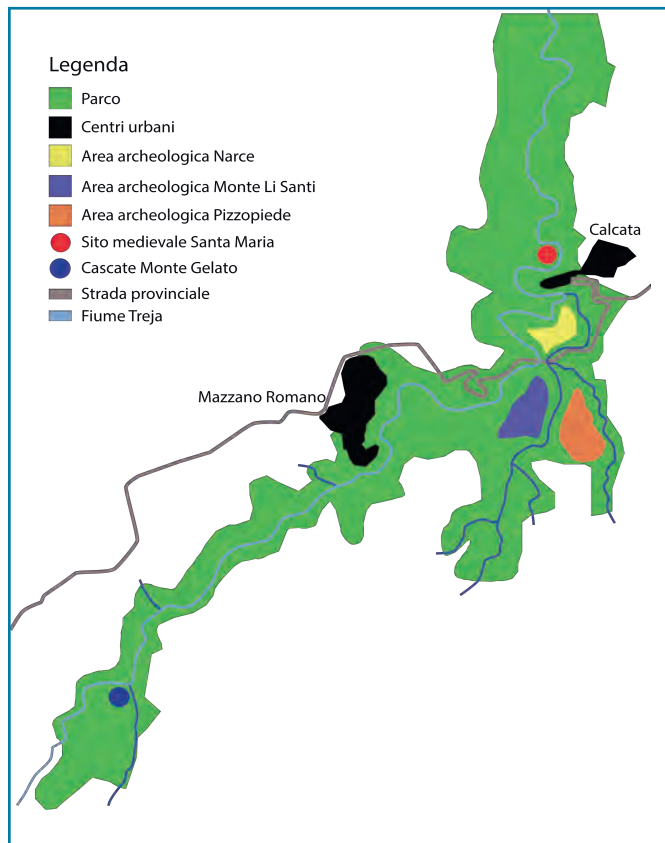 Legenda
Parco
Centri urbani
Area archeologica Narce
Area archeologica Monte Li Santi
Area archeologica Pizzopiede
Sito medievale Santa Maria
Cascate Monte Gelato
Strada provinciale
Fiume Treja
Calcata
Mazzano Romano